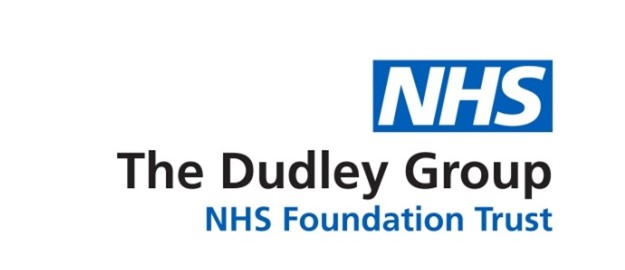 NHS
The Dudley Group
NHS Foundation Trust